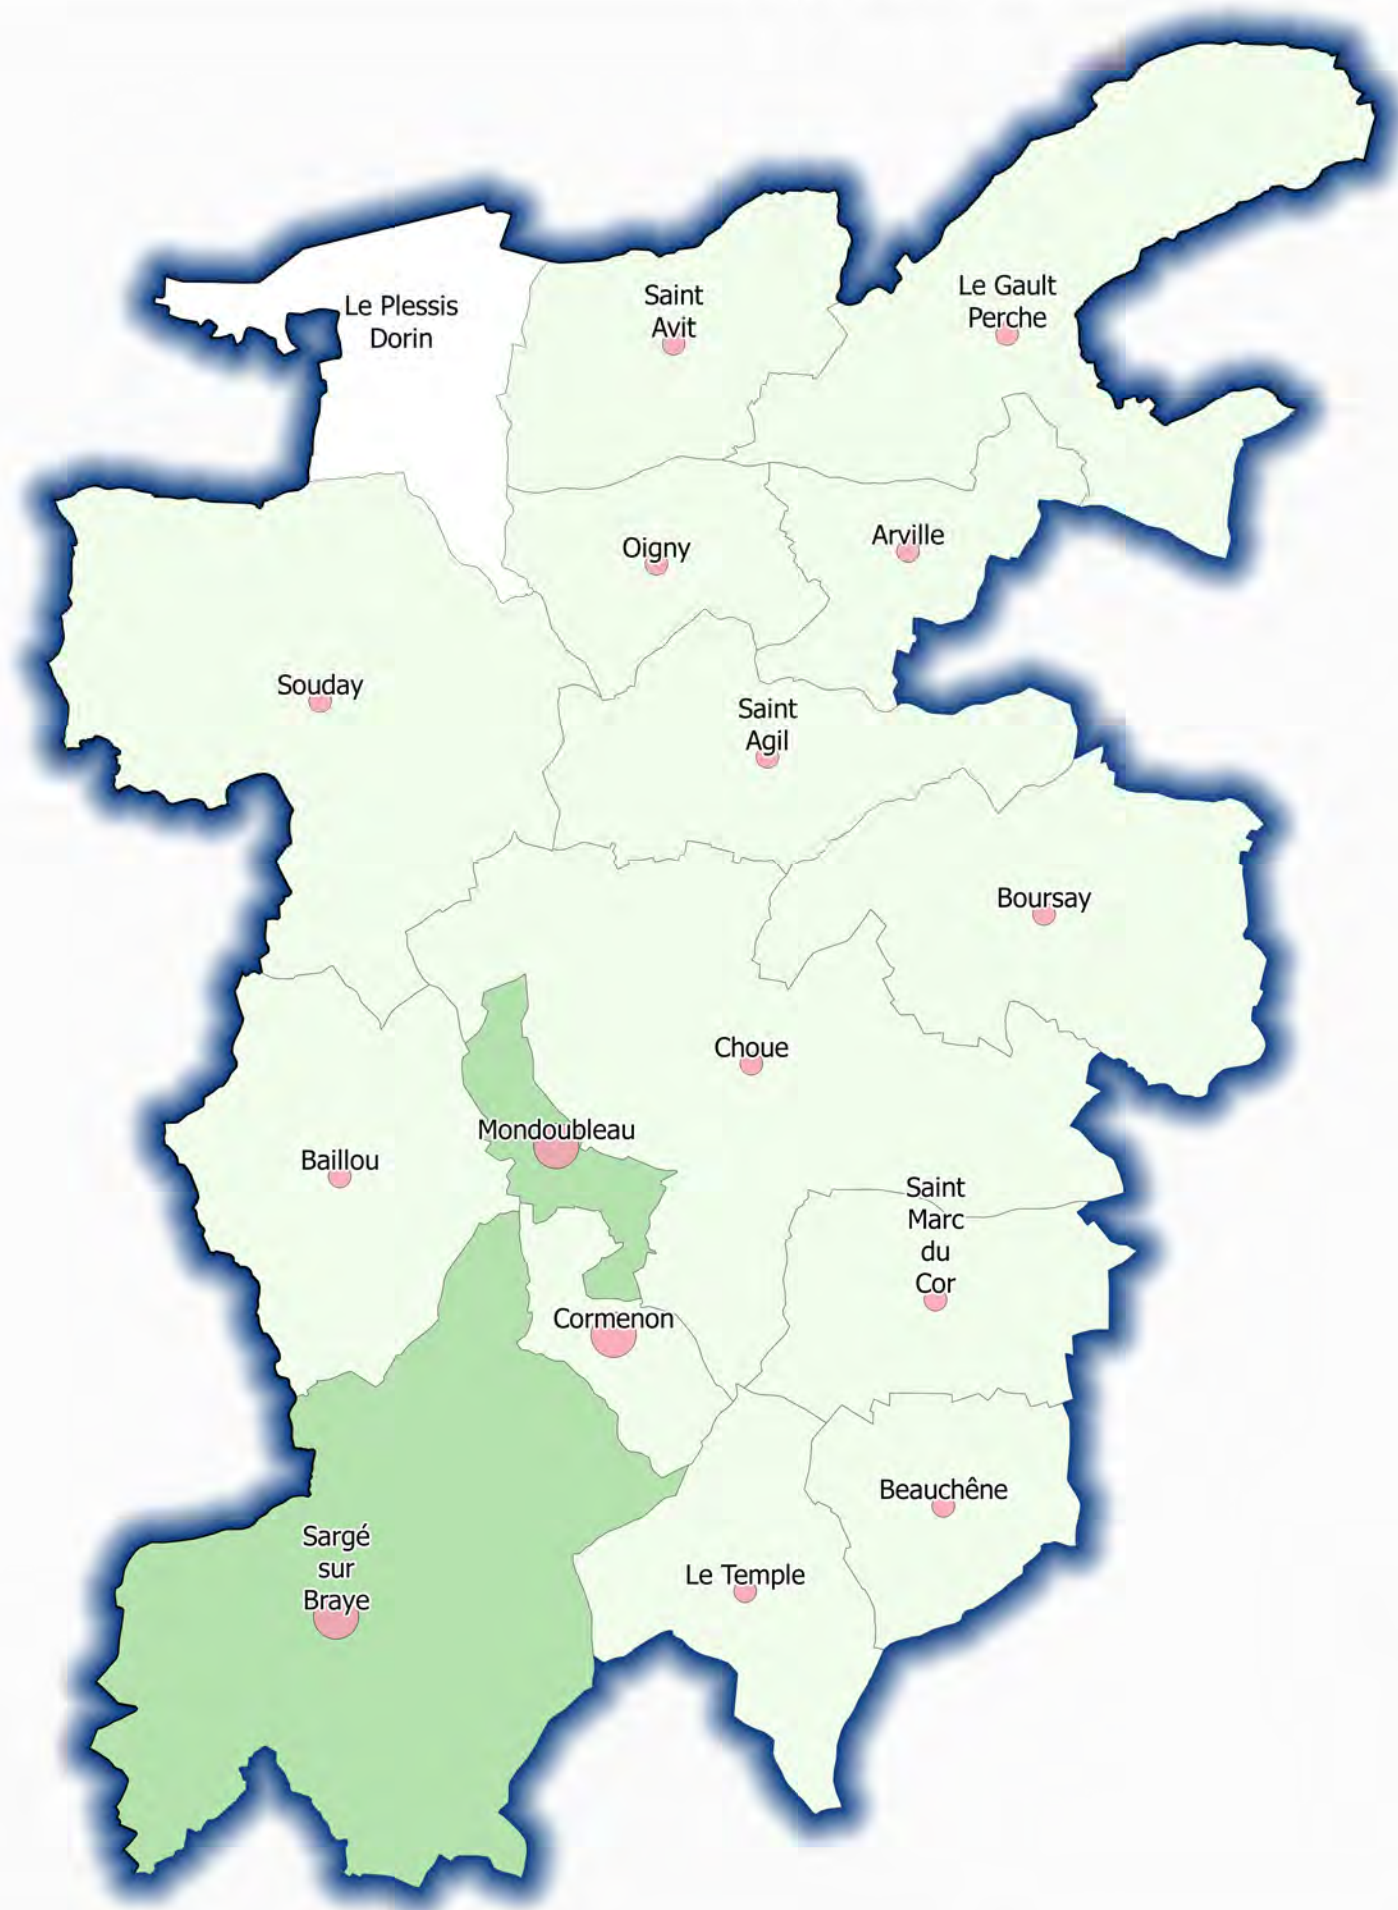 Le Plessis
Dorin
Saint
Avit
Le Gault
Perche
Oigny
Arville
Souday
Saint
Agil
Boursay
Choue
Mondoubleau
Baillou
Saint
Marc
du
Cor
Cormenon
Beauchêne
Sargé
sur
Braye
Le Temple